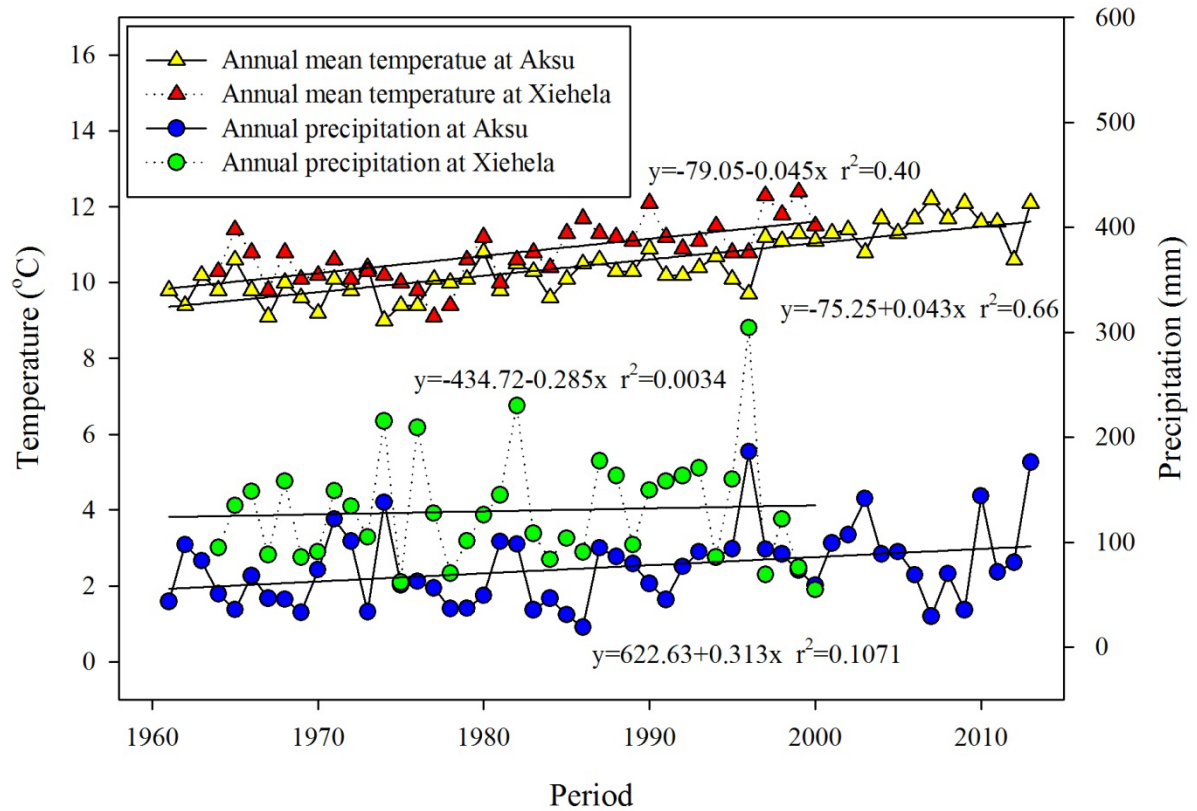 Annual mean temperatue at Aksu
Annual mean temperature at Xiehela
Annual precipitation at Aksu
Annual precipitation at Xiehela
y=-79.05-0.045x r²=0.40
y=-75.25+0.043x r²=0.66
y=-434.72-0.285x r²=0.0034
y=622.63+0.313x r²=0.1071
Temperature (°C)
16
14
12
10
8
6
4
2
0
Precipitation (mm)
600
500
400
300
200
100
0
1960 1970 1980 1990 2000 2010
Period